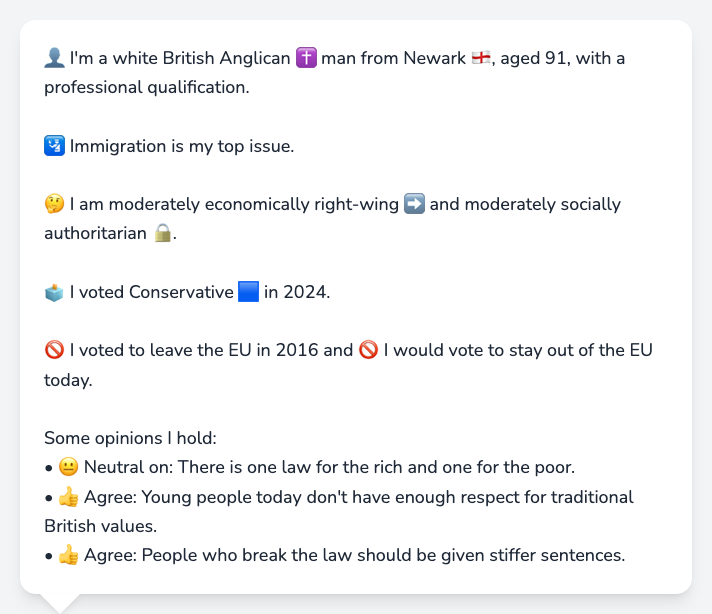 👤 I'm a white British Anglican ✝️ man from Newark 🏴󠁧󠁢󠁥󠁮󠁧󠁿, aged 91, with a
professional qualification.
🛂 Immigration is my top issue.
🤔 I am moderately economically right-wing ➡️ and moderately socially
authoritarian 🔒.
🗳️ I voted Conservative 🟦 in 2024.
🚫 I voted to leave the EU in 2016 and 🚫 I would vote to stay out of the EU
today.
Some opinions I hold:
• 😐 Neutral on: There is one law for the rich and one for the poor.
• 👍 Agree: Young people today don't have enough respect for traditional
British values.
• 👍 Agree: People who break the law should be given stiffer sentences.